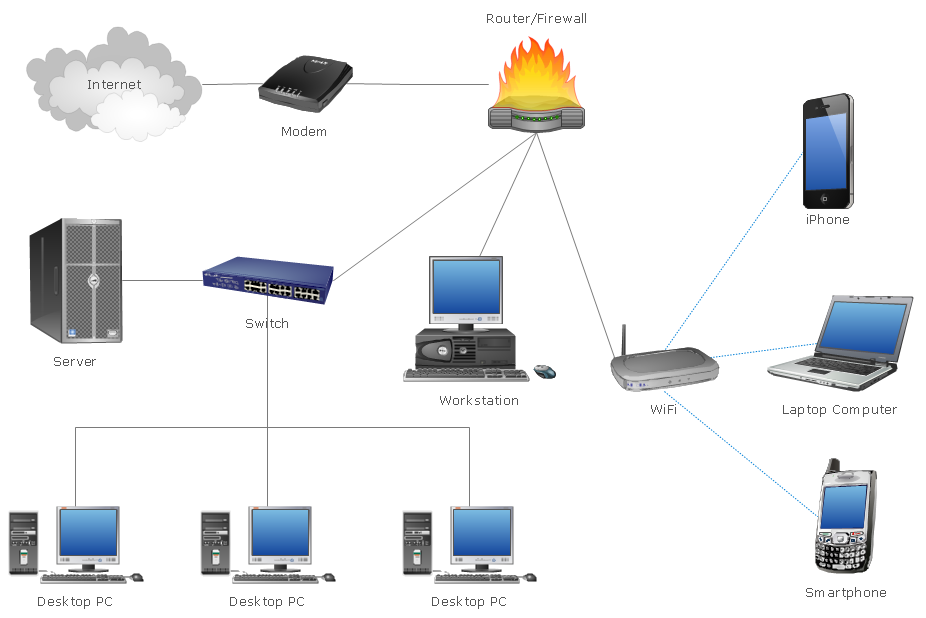 Router/Firewall
Internet
Modem
iPhone
Switch
Server
Workstation
WiFi
Laptop Computer
Smartphone
Desktop PC
Desktop PC
Desktop PC